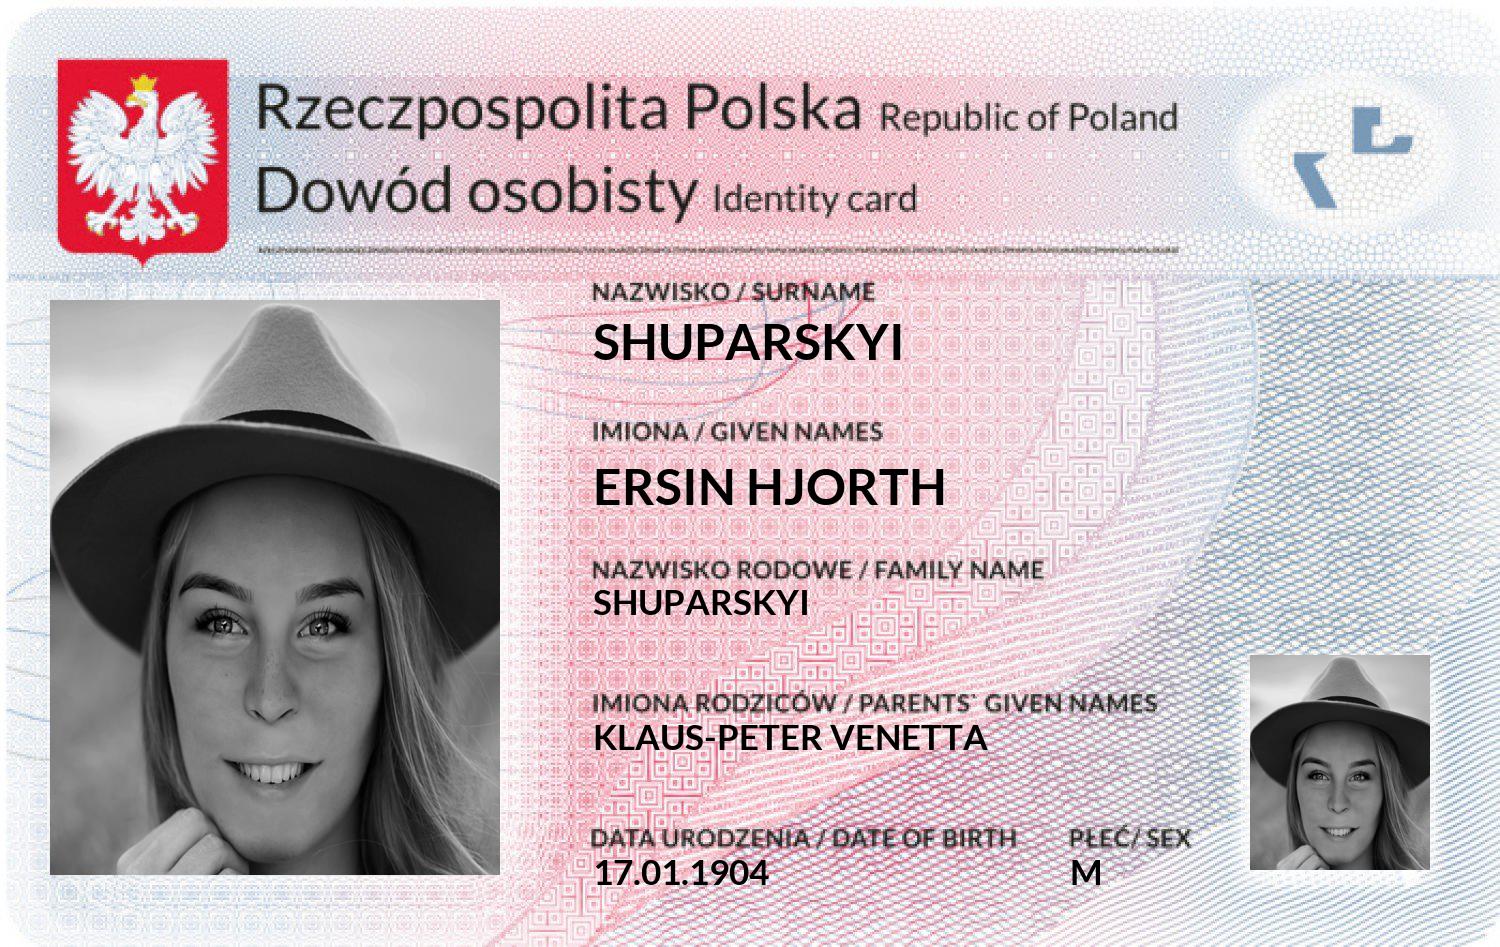 Rzeczpospolita Polska Republic of Poland
Dowód osobisty Identity card
NAZWISKO / SURNAME
SHUPARSKYI
IMIONA / GIVEN NAMES
ERSIN HJORTH
NAZWISKO RODOWE / FAMILY NAME
SHUPARSKYI
IMIONA RODZICÓW / PARENTS` GIVEN NAMES
KLAUS-PETER VENETTA
DATA URODZENIA / DATE OF BIRTH PŁEĆ/ SEX
17.01.1904 M